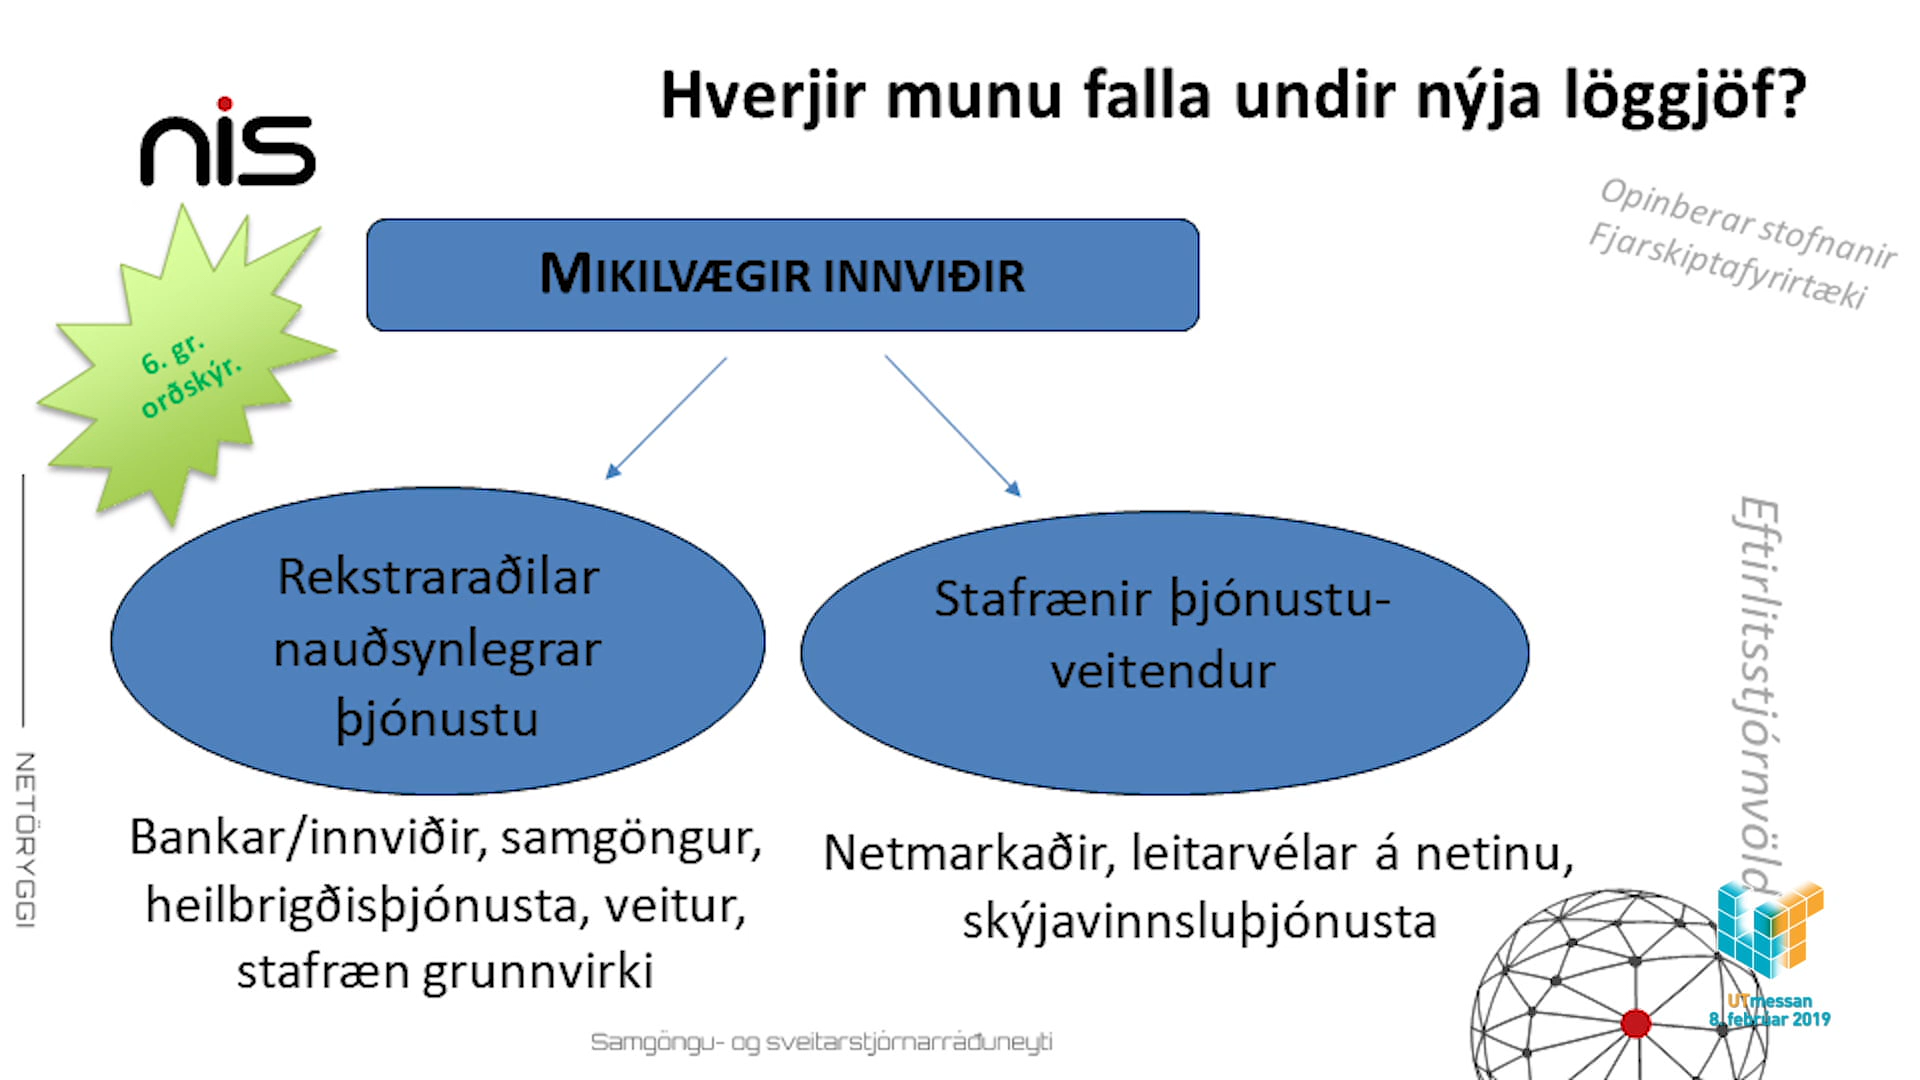 Hverjir munu falla undir nýja löggjöf?
nis
Opinberar stofnanir
Fjarskiptafyrirtæki
MIKILVÆGIR INNVIÐIR
6. gr.
orðskýr.
Rekstraraðilar
nauðsynlegrar
þjónustu
Stafrænir þjónustu-
veitendur
Eftirlitsstjórnvöld
NETÖRYGGI
Bankar/innviðir, samgöngur,
heilbrigðisþjónusta, veitur,
stafræn grunnvirki
Netmarkaðir, leitarvélar á netinu,
skýjavinnsluþjónusta
UTmessan
8. febrúar 2019
Samgöngu- og sveitarstjórnarráðuneyti